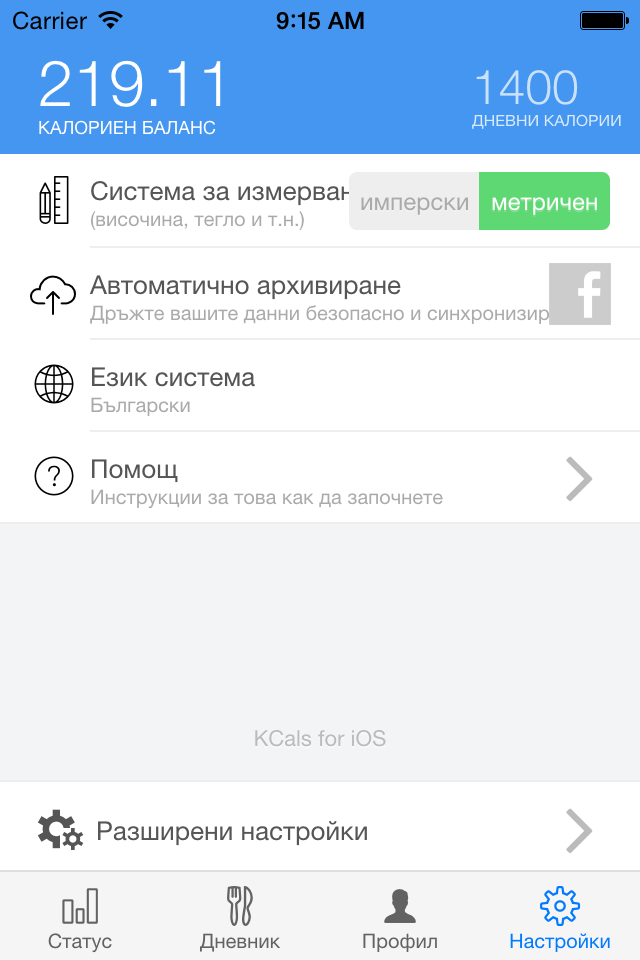 Carrier 9:15 AM
219.11
КАЛОРИЕН БАЛАНС
1400
ДНЕВНИ КАЛОРИИ
Система за измерван
(височина, тегло и т.н.)
имперски метричен
Автоматично архивиране
Дръжте вашите данни безопасно и синхронизир
f
Език система
Български
Помощ
Инструкции за това как да започнете
KCals for iOS
Разширени настройки
Статус Дневник Профил Настройки